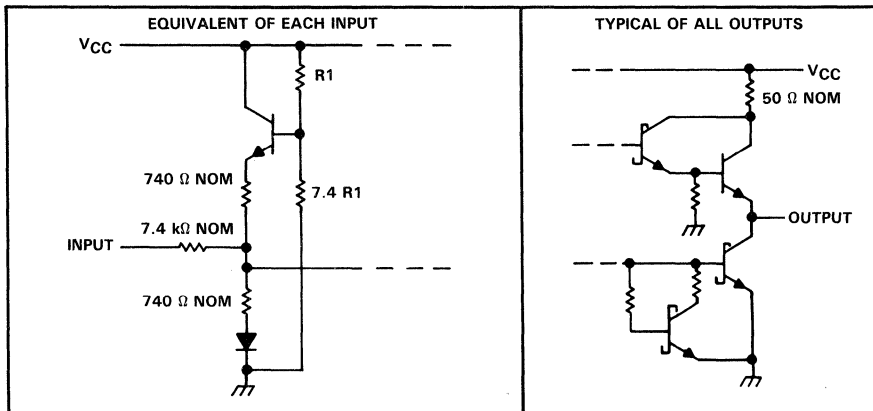 EQUIVALENT OF EACH INPUT
VCC
R1
740 Ω NOM
7.4 R1
7.4 kΩ NOM
INPUT
740 Ω NOM
TYPICAL OF ALL OUTPUTS
VCC
50 Ω NOM
OUTPUT